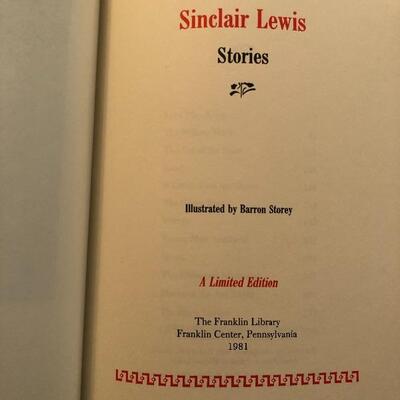 Sinclair Lewis
Stories
Illustrated by Barron Storey
A Limited Edition
The Franklin Library
Franklin Center, Pennsylvania
1981